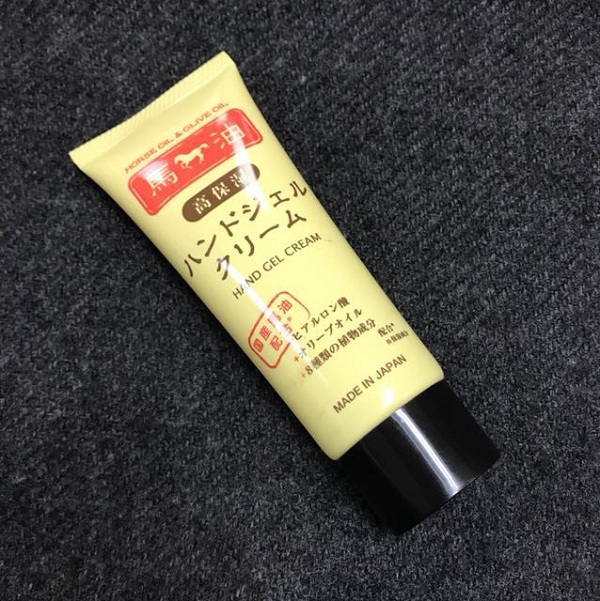 HORSE OIL & OLIVE OIL
馬油
高保湿
ハンドジェル
クリーム
HAND GEL CREAM
国産馬油
配合
ヒアルロン酸
+オリーブオイル
+8種類の植物成分 配合*
MADE IN JAPAN